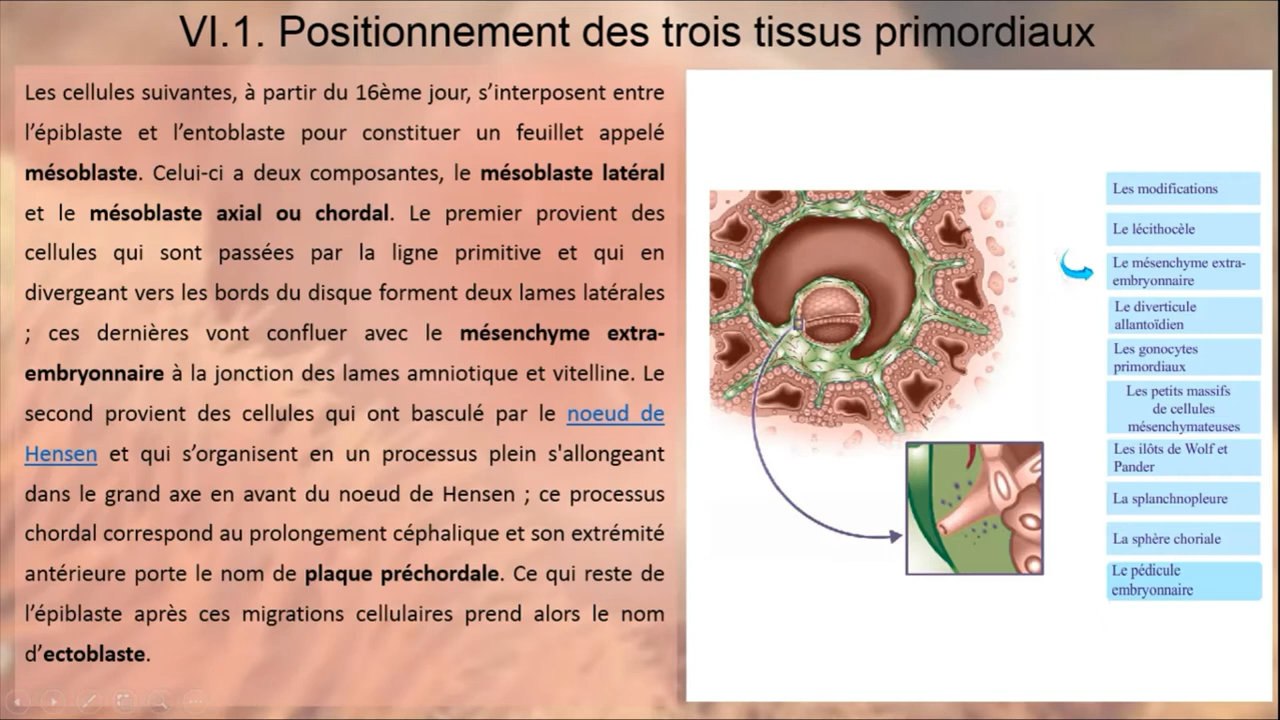 VI.1. Positionnement des trois tissus primordiaux
Les cellules suivantes, à partir du 16ème jour, s’interposent entre
l’épiblaste et l’entoblaste pour constituer un feuillet appelé
mésoblaste. Celui-ci a deux composantes, le mésoblaste latéral
et le mésoblaste axial ou chordal. Le premier provient des
cellules qui sont passées par la ligne primitive et qui en
divergeant vers les bords du disque forment deux lames latérales
; ces dernières vont confluer avec le mésenchyme extra-
embryonnaire à la jonction des lames amniotique et vitelline. Le
second provient des cellules qui ont basculé par le noeud de
Hensen et qui s’organisent en un processus plein s'allongeant
dans le grand axe en avant du noeud de Hensen ; ce processus
chordal correspond au prolongement céphalique et son extrémité
antérieure porte le nom de plaque préchordale. Ce qui reste de
l’épiblaste après ces migrations cellulaires prend alors le nom
d’ectoblaste.
Les modifications
Le lécithocèle
Le mésenchyme extra-
embryonnaire
Le diverticule
allantoïdien
Les gonocytes
primordiaux
Les petits massifs
de cellules
mésenchymateuses
Les ilôts de Wolf et
Pander
La splanchnopleure
La sphère choriale
Le pédicule
embryonnaire